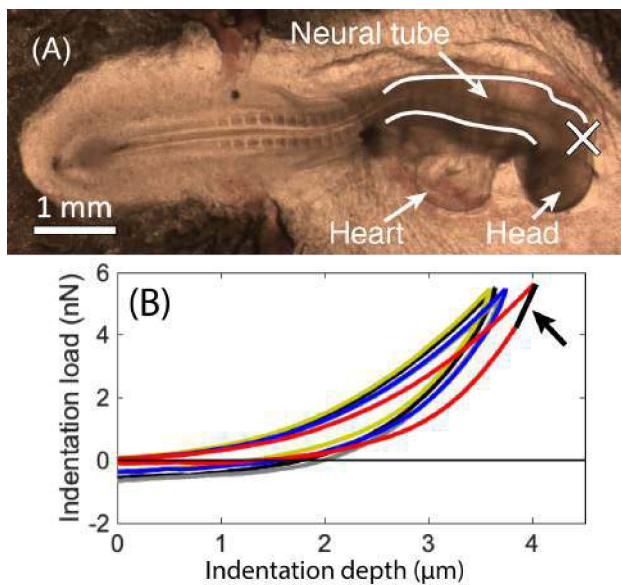 (A)
Neural tube
1 mm
Heart
Head
(B)
Indentation load (nN)
6
4
2
0
-2
0
1
2
3
4
Indentation depth (μm)